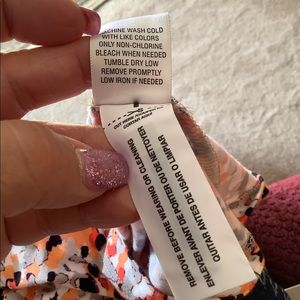 MACHINE WASH COLD
WITH LIKE COLORS
ONLY NON-CHLORINE
BLEACH WHEN NEEDED
TUMBLE DRY LOW
REMOVE PROMPTLY
LOW IRON IF NEEDED
REMOVE BEFORE WEARING OR CLEANING
ENLEVER AVANT DE PORTER OU DE NETTOYER
QUITAR ANTES DE USAR O LIMPIAR